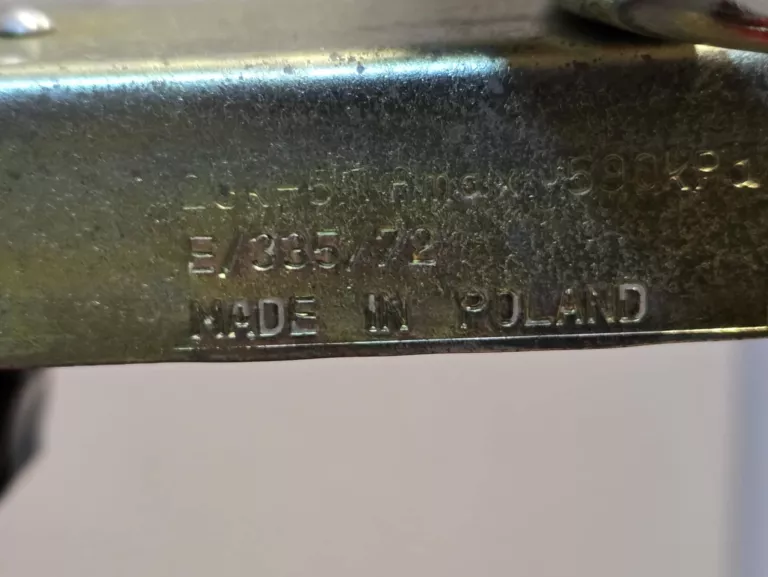 590KPa
E/335/72
MADE IN POLAND